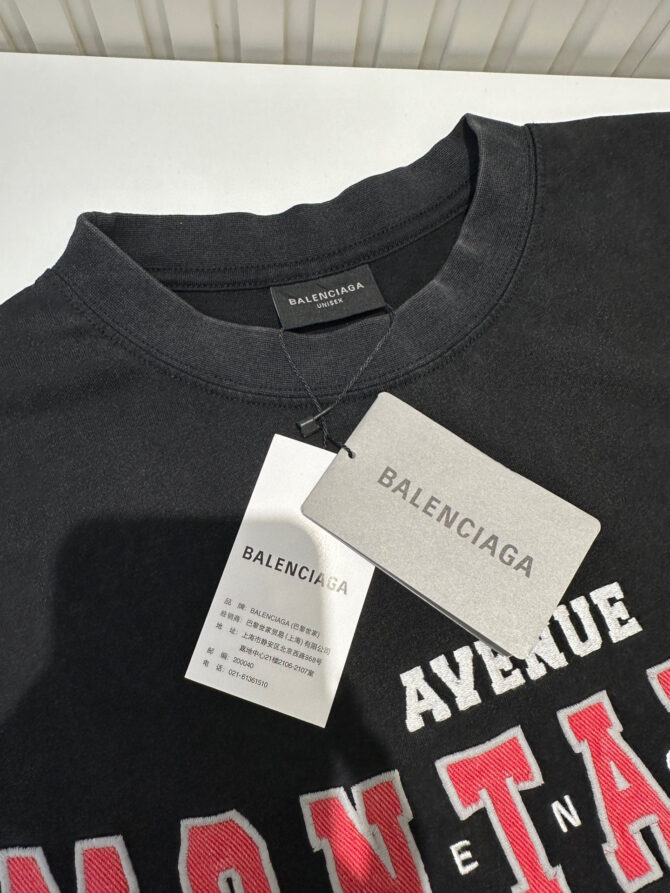 BALENCIAGA
UNISEX
BALENCIAGA
BALENCIAGA
品 牌: BALENCIAGA (巴黎世家)
经销商: 巴黎世家贸易 (上海) 有限公司
地 址: 上海市静安区北京西路868号
嘉地中心21楼2106-2107室
邮 编: 200040
电 话: 021-61361510
AVENUE
MONTA
E N